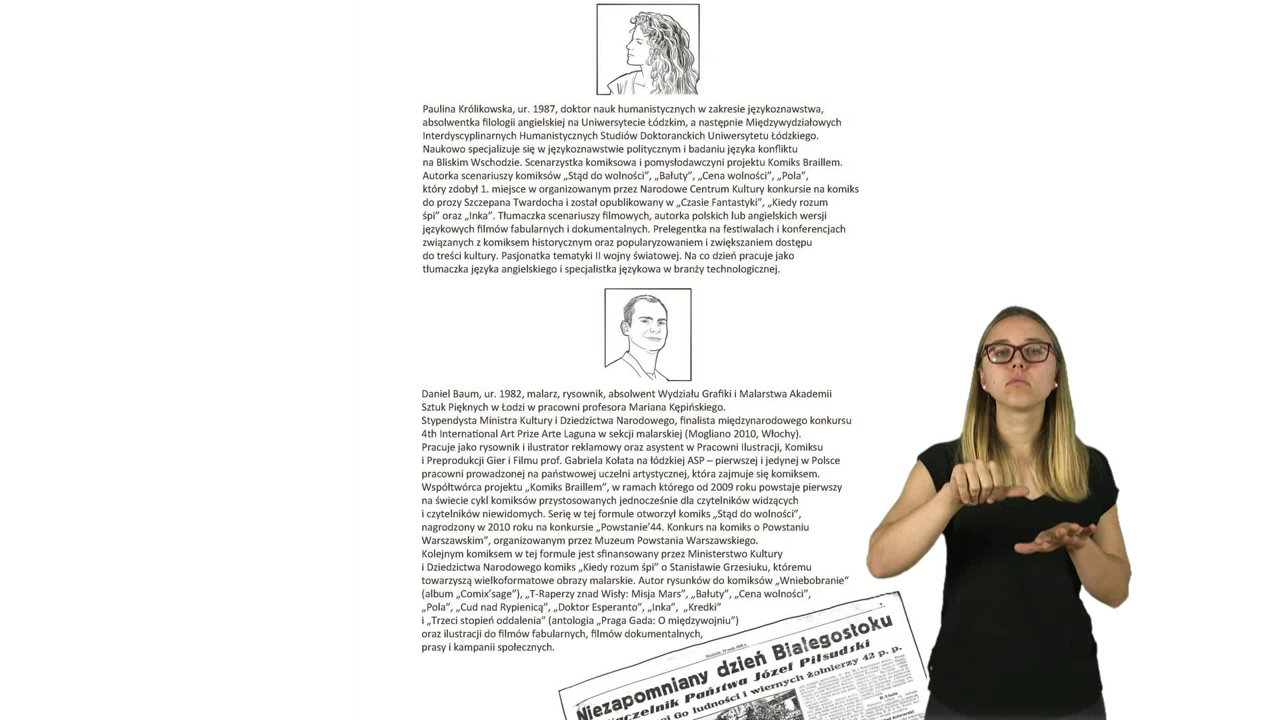 Paulina Królikowska, ur. 1987, doktor nauk humanistycznych w zakresie językoznawstwa,
absolwentka filologii angielskiej na Uniwersytecie Łódzkim, a następnie Międzywydziałowych
Interdyscyplinarnych Humanistycznych Studiów Doktoranckich Uniwersytetu Łódzkiego.
Naukowo specjalizuje się w językoznawstwie politycznym i badaniu języka konfliktu
na Bliskim Wschodzie. Scenarzystka komiksowa i pomysłodawczyni projektu Komiks Braillem.
Autorka scenariuszy komiksów „Stąd do wolności”, „Bałuty”, „Cena wolności”, „Pola”,
który zdobył 1. miejsce w organizowanym przez Narodowe Centrum Kultury konkursie na komiks
do prozy Szczepana Twardocha i został opublikowany w „Czasie Fantastyki”, „Kiedy rozum
śpi” oraz „Inka”. Tłumaczka scenariuszy filmowych, autorka polskich lub angielskich wersji
językowych filmów fabularnych i dokumentalnych. Prelegentka na festiwalach i konferencjach
związanych z komiksem historycznym oraz popularyzowaniem i zwiększaniem dostępu
do treści kultury. Pasjonatka tematyki II wojny światowej. Na co dzień pracuje jako
tłumaczka języka angielskiego i specjalistka językowa w branży technologicznej.
Daniel Baum, ur. 1982, malarz, rysownik, absolwent Wydziału Grafiki i Malarstwa Akademii
Sztuk Pięknych w Łodzi w pracowni profesora Mariana Kępińskiego.
Stypendysta Ministra Kultury i Dziedzictwa Narodowego, finalista międzynarodowego konkursu
4th International Art Prize Arte Laguna w sekcji malarskiej (Mogliano 2010, Włochy).
Pracuje jako rysownik i ilustrator reklamowy oraz asystent w Pracowni Ilustracji, Komiksu
i Preprodukcji Gier i Filmu prof. Gabriela Kołata na łódzkiej ASP – pierwszej i jedynej w Polsce
pracowni prowadzonej na państwowej uczelni artystycznej, która zajmuje się komiksem.
Współtwórca projektu „Komiks Braillem”, w ramach którego od 2009 roku powstaje pierwszy
na świecie cykl komiksów przystosowanych jednocześnie dla czytelników widzących
i czytelników niewidomych. Serię w tej formule otworzył komiks „Stąd do wolności”,
nagrodzony w 2010 roku na konkursie „Powstanie’44. Konkurs na komiks o Powstaniu
Warszawskim”, organizowanym przez Muzeum Powstania Warszawskiego.
Kolejnym komiksem w tej formule jest sfinansowany przez Ministerstwo Kultury
i Dziedzictwa Narodowego komiks „Kiedy rozum śpi” o Stanisławie Grzesiuku, któremu
towarzyszą wielkoformatowe obrazy malarskie. Autor rysunków do komiksów „Wniebobranie”
(album „Comix’sage”), „T-Raperzy znad Wisły: Misja Mars”, „Bałuty”, „Cena wolności”,
„Pola”, „Cud nad Rypienicą”, „Doktor Esperanto”, „Inka”, „Kredki”
i „Trzeci stopień oddalenia” (antologia „Praga Gada: O międzywojniu”)
oraz ilustracji do filmów fabularnych, filmów dokumentalnych,
prasy i kampanii społecznych.
Niezapomniany dzień Białegostoku
Państwa Józef Piłsudski
Go ludności i wiernych żołnierzy 42 p. p.